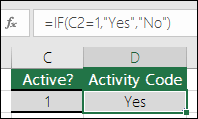 fx =IF(C2=1,"Yes","No")
C D
Active? Activity Code
1 Yes